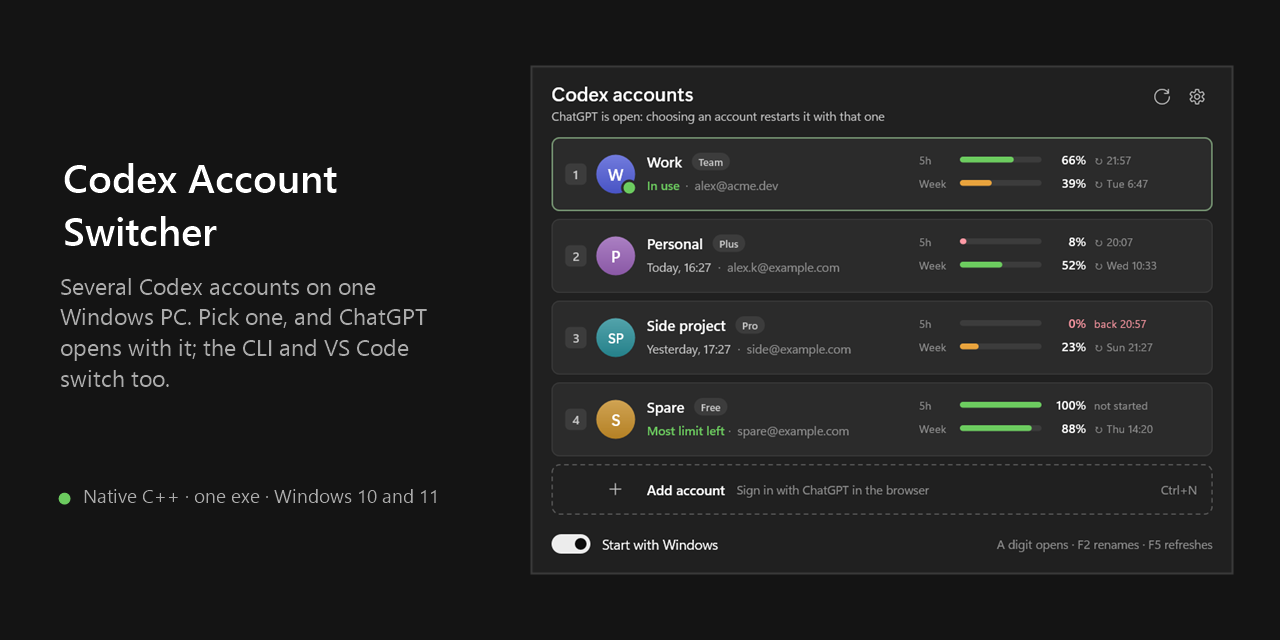 Codex Account
Switcher
Several Codex accounts on one
Windows PC. Pick one, and ChatGPT
opens with it; the CLI and VS Code
switch too.
Native C++ · one exe · Windows 10 and 11
Codex accounts
ChatGPT is open: choosing an account restarts it with that one
1 W Work Team 5h 66% ↻ 21:57
In use · alex@acme.dev Week 39% ↻ Tue 6:47
2 P Personal Plus 5h 8% ↻ 20:07
Today, 16:27 · alex.k@example.com Week 52% ↻ Wed 10:33
3 SP Side project Pro 5h 0% back 20:57
Yesterday, 17:27 · side@example.com Week 23% ↻ Sun 21:27
4 S Spare Free 5h 100% not started
Most limit left · spare@example.com Week 88% ↻ Thu 14:20
+ Add account Sign in with ChatGPT in the browser Ctrl+N
Start with Windows A digit opens · F2 renames · F5 refreshes